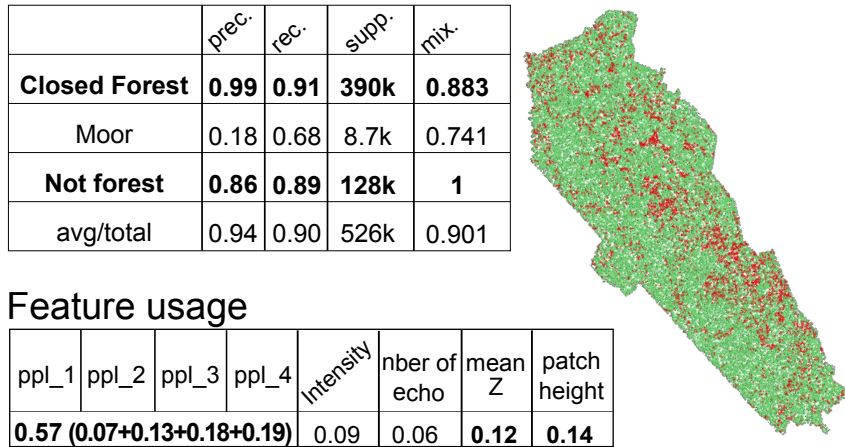 prec. rec. supp. mix.
Closed Forest 0.99 0.91 390k 0.883
Moor 0.18 0.68 8.7k 0.741
Not forest 0.86 0.89 128k 1
avg/total 0.94 0.90 526k 0.901
Feature usage
ppl_1 ppl_2 ppl_3 ppl_4 Intensity nber of echo mean Z patch height
0.57 (0.07+0.13+0.18+0.19) 0.09 0.06 0.12 0.14